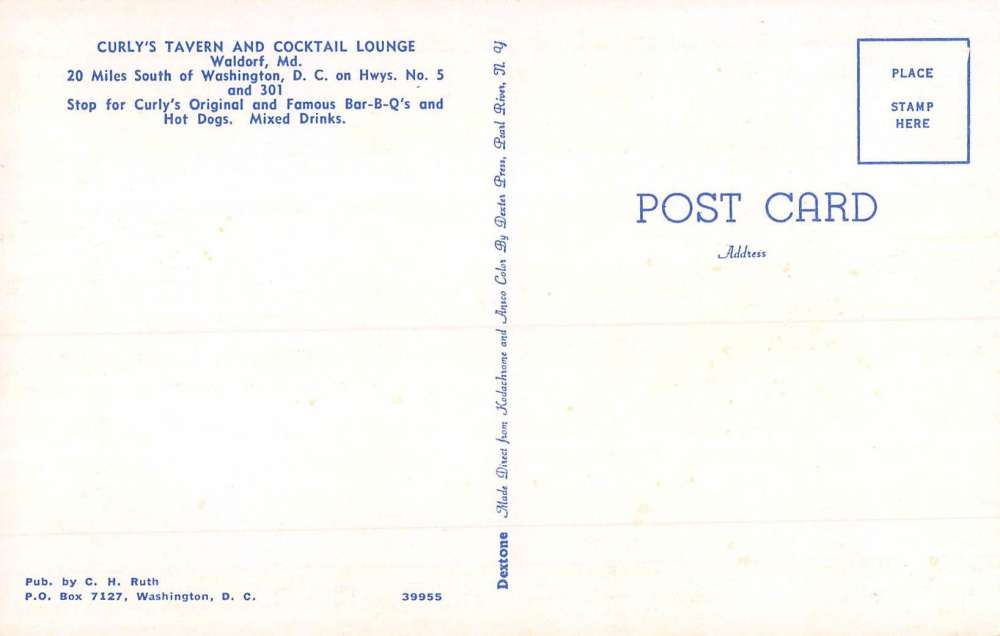 CURLY'S TAVERN AND COCKTAIL LOUNGE
Waldorf, Md.
20 Miles South of Washington, D. C. on Hwys. No. 5
and 301
Stop for Curly's Original and Famous Bar-B-Q's and
Hot Dogs. Mixed Drinks.
Pub. by C. H. Ruth
P.O. Box 7127, Washington, D. C.
39955
Dextone Made Direct from Kodachrome and Ansco Color By Dexter Press, Pearl River, N. Y
PLACE
STAMP
HERE
POST CARD
Address